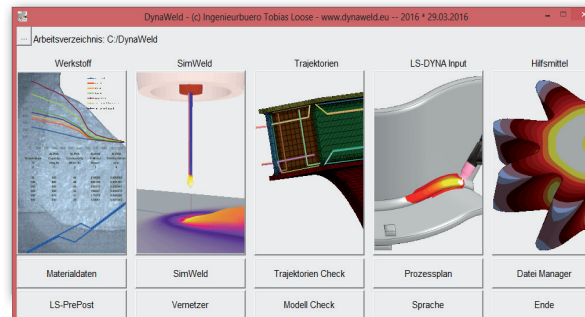 DynaWeld - (c) Ingenieurbuero Tobias Loose - www.dynaweld.eu -- 2016 * 29.03.2016
... Arbeitsverzeichnis: C:/DynaWeld
Werkstoff SimWeld Trajektorien LS-DYNA Input Hilfsmittel
Materialdaten SimWeld Trajektorien Check Prozessplan Datei Manager
LS-PrePost Vernetzer Modell Check Sprache Ende